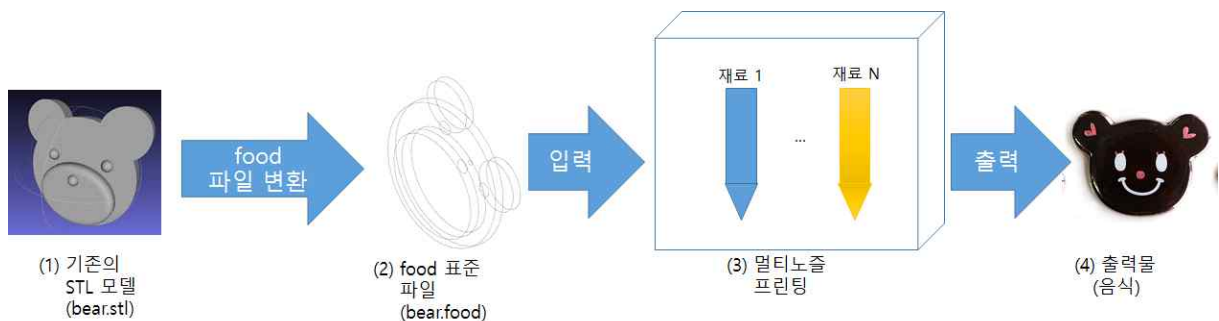 food
파일 변환
입력
재료 1
재료 N
...
출력
(1) 기존의
STL 모델
(bear.stl)
(2) food 표준
파일
(bear.food)
(3) 멀티노즐
프린팅
(4) 출력물
(음식)